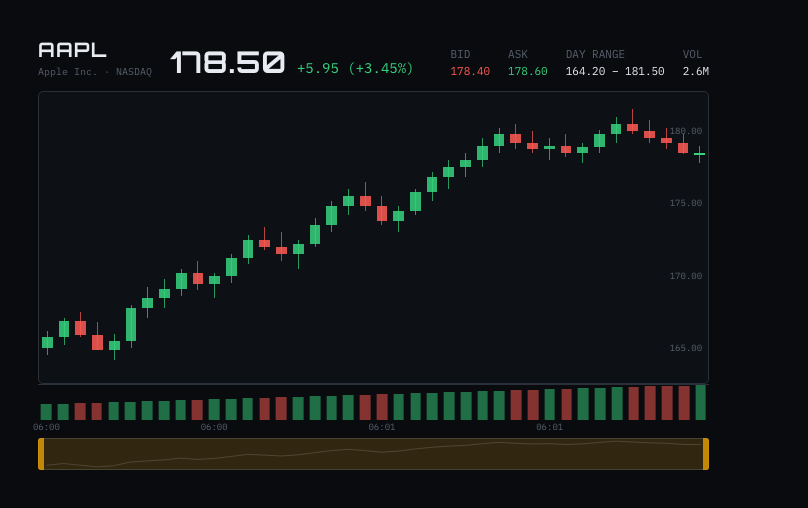 AAPL
Apple Inc. · NASDAQ
178.50
+5.95 (+3.45%)
BID
178.40
ASK
178.60
DAY RANGE
164.20 – 181.50
VOL
2.6M
180.00
175.00
170.00
165.00
06:00
06:00
06:01
06:01